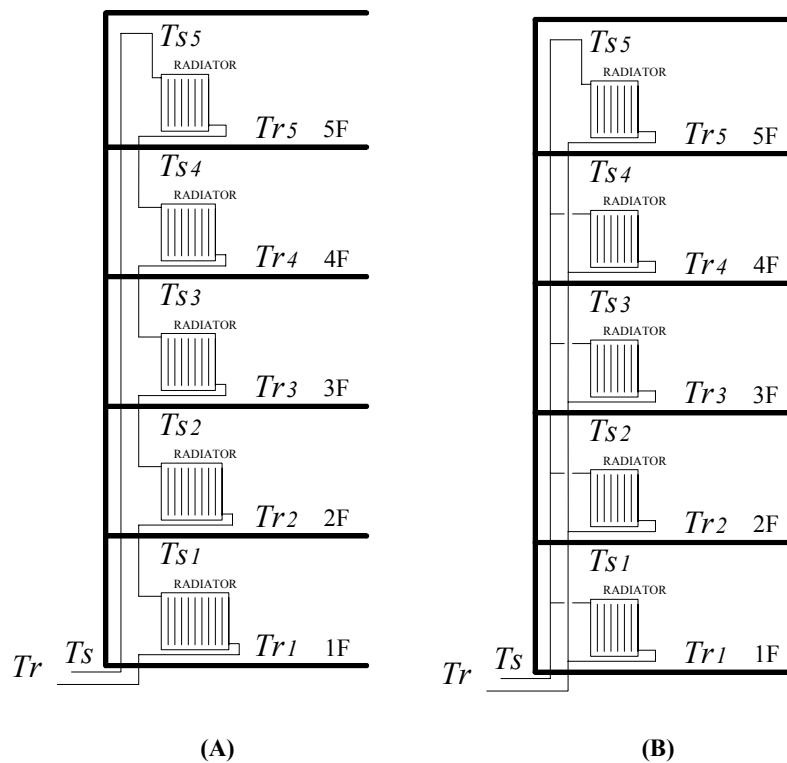 Ts5
RADIATOR
Tr5 5F
Ts4
RADIATOR
Tr4 4F
Ts3
RADIATOR
Tr3 3F
Ts2
RADIATOR
Tr2 2F
Ts1
RADIATOR
Tr1 1F
Tr Ts
(A)
Ts5
RADIATOR
Tr5 5F
Ts4
RADIATOR
Tr4 4F
Ts3
RADIATOR
Tr3 3F
Ts2
RADIATOR
Tr2 2F
Ts1
RADIATOR
Tr1 1F
Tr Ts
(B)